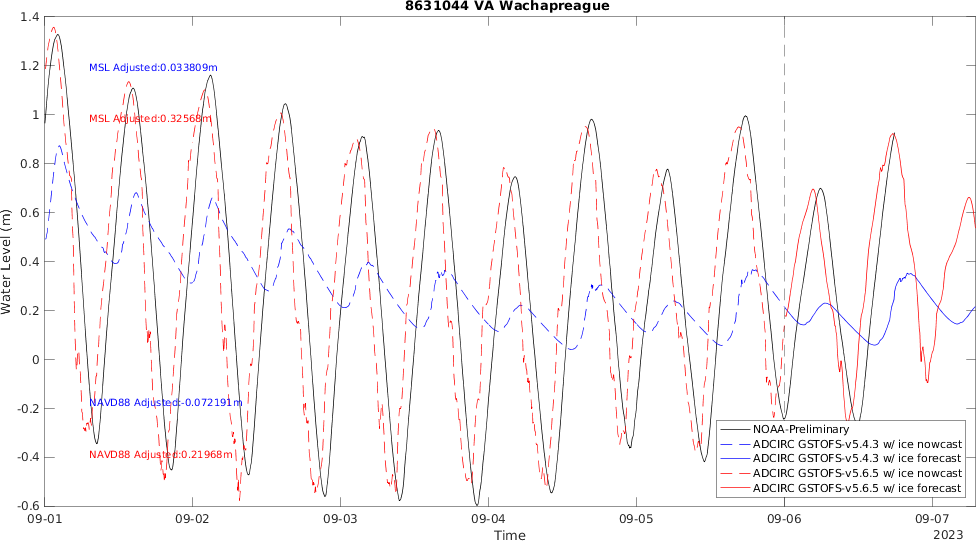 8631044 VA Wachapreague
1.4
1.2
1
0.8
0.6
0.4
0.2
0
-0.2
-0.4
-0.6
Water Level (m)
MSL Adjusted:0.033809m
MSL Adjusted:0.32568m
NAVD88 Adjusted:-0.072191m
NAVD88 Adjusted:0.21968m
NOAA-Preliminary
ADCIRC GSTOFS-v5.4.3 w/ ice nowcast
ADCIRC GSTOFS-v5.4.3 w/ ice forecast
ADCIRC GSTOFS-v5.6.5 w/ ice nowcast
ADCIRC GSTOFS-v5.6.5 w/ ice forecast
09-01 09-02 09-03 09-04 09-05 09-06 09-07
Time
2023